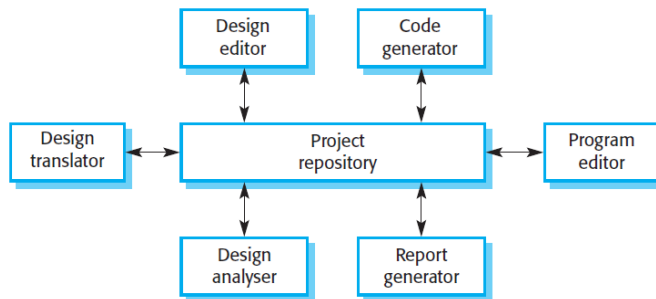 Design
editor
Code
generator
Design
translator
Project
repository
Program
editor
Design
analyser
Report
generator